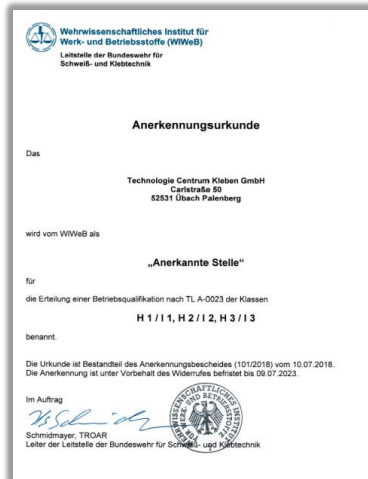 Wehrwissenschaftliches Institut für
Werk- und Betriebsstoffe (WIWeB)
Leitstelle der Bundeswehr für
Schweiß- und Klebtechnik
Anerkennungsurkunde
Das
Technologie Centrum Kleben GmbH
Carlstraße 50
52531 Übach Palenberg
wird vom WIWeB als
„Anerkannte Stelle“
für
die Erteilung einer Betriebsqualifikation nach TL A-0023 der Klassen
H 1 / I 1, H 2 / I 2, H 3 / I 3
benannt.
Die Urkunde ist Bestandteil des Anerkennungsbescheides (101/2018) vom 10.07.2018.
Die Anerkennung ist unter Vorbehalt des Widerrufes befristet bis 09.07.2023.
Im Auftrag
Schmidmayer, TROAR
Leiter der Leitstelle der Bundeswehr für Schweiß- und Klebtechnik